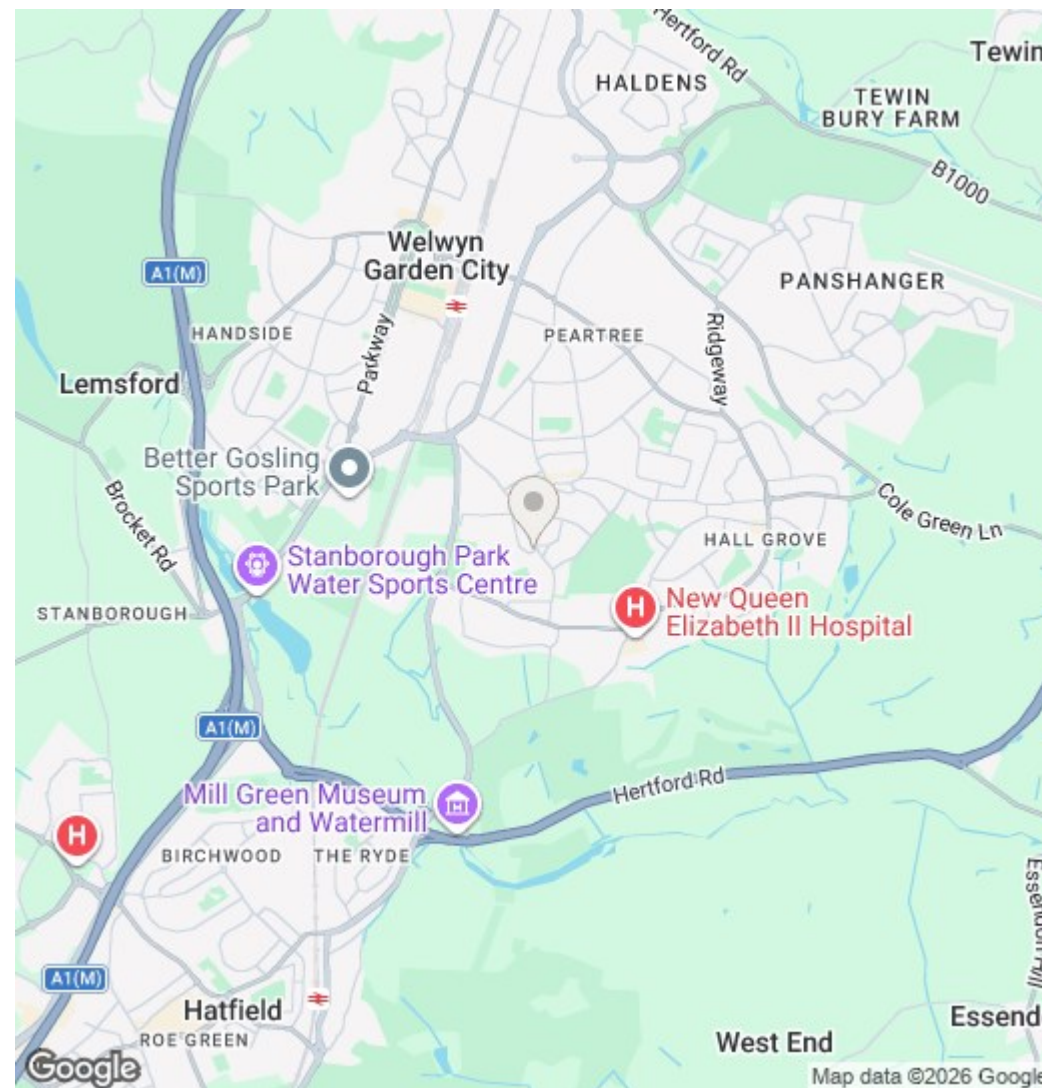 Hertford Rd
Tewin
HALDENS
TEWIN
BURY FARM
B1000
Welwyn
Garden City
A1(M)
PANSHANGER
HANDSIDE
Parkway
PEARTREE
Ridgeway
Lemsford
Better Gosling
Sports Park
Brocket Rd
Cole Green Ln
HALL GROVE
Stanborough Park
Water Sports Centre
STANBOROUGH
H
New Queen
Elizabeth II Hospital
A1(M)
Hertford Rd
Mill Green Museum
and Watermill
H
BIRCHWOOD
THE RYDE
Essendon Hill
A1(M)
Hatfield
ROE GREEN
West End
Essend
Google
Map data ©2026 Google